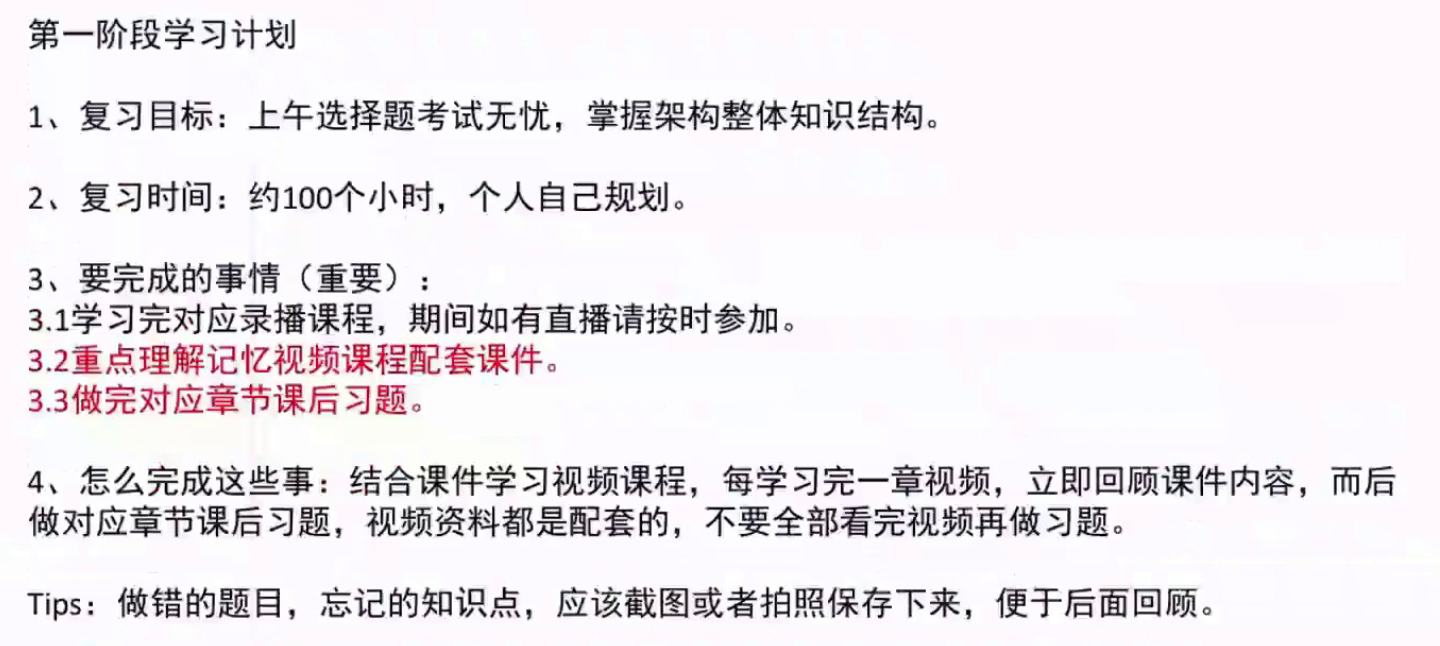 第一阶段学习计划
1、复习目标：上午选择题考试无忧，掌握架构整体知识结构。
2、复习时间：约100个小时，个人自己规划。
3、要完成的事情（重要）：
3.1学习完对应录播课程，期间如有直播请按时参加。
3.2重点理解记忆视频课程配套课件。
3.3做完对应章节课后习题。
4、怎么完成这些事：结合课件学习视频课程，每学习完一章视频，立即回顾课件内容，而后
做对应章节课后习题，视频资料都是配套的，不要全部看完视频再做习题。
Tips：做错的题目，忘记的知识点，应该截图或者拍照保存下来，便于后面回顾。